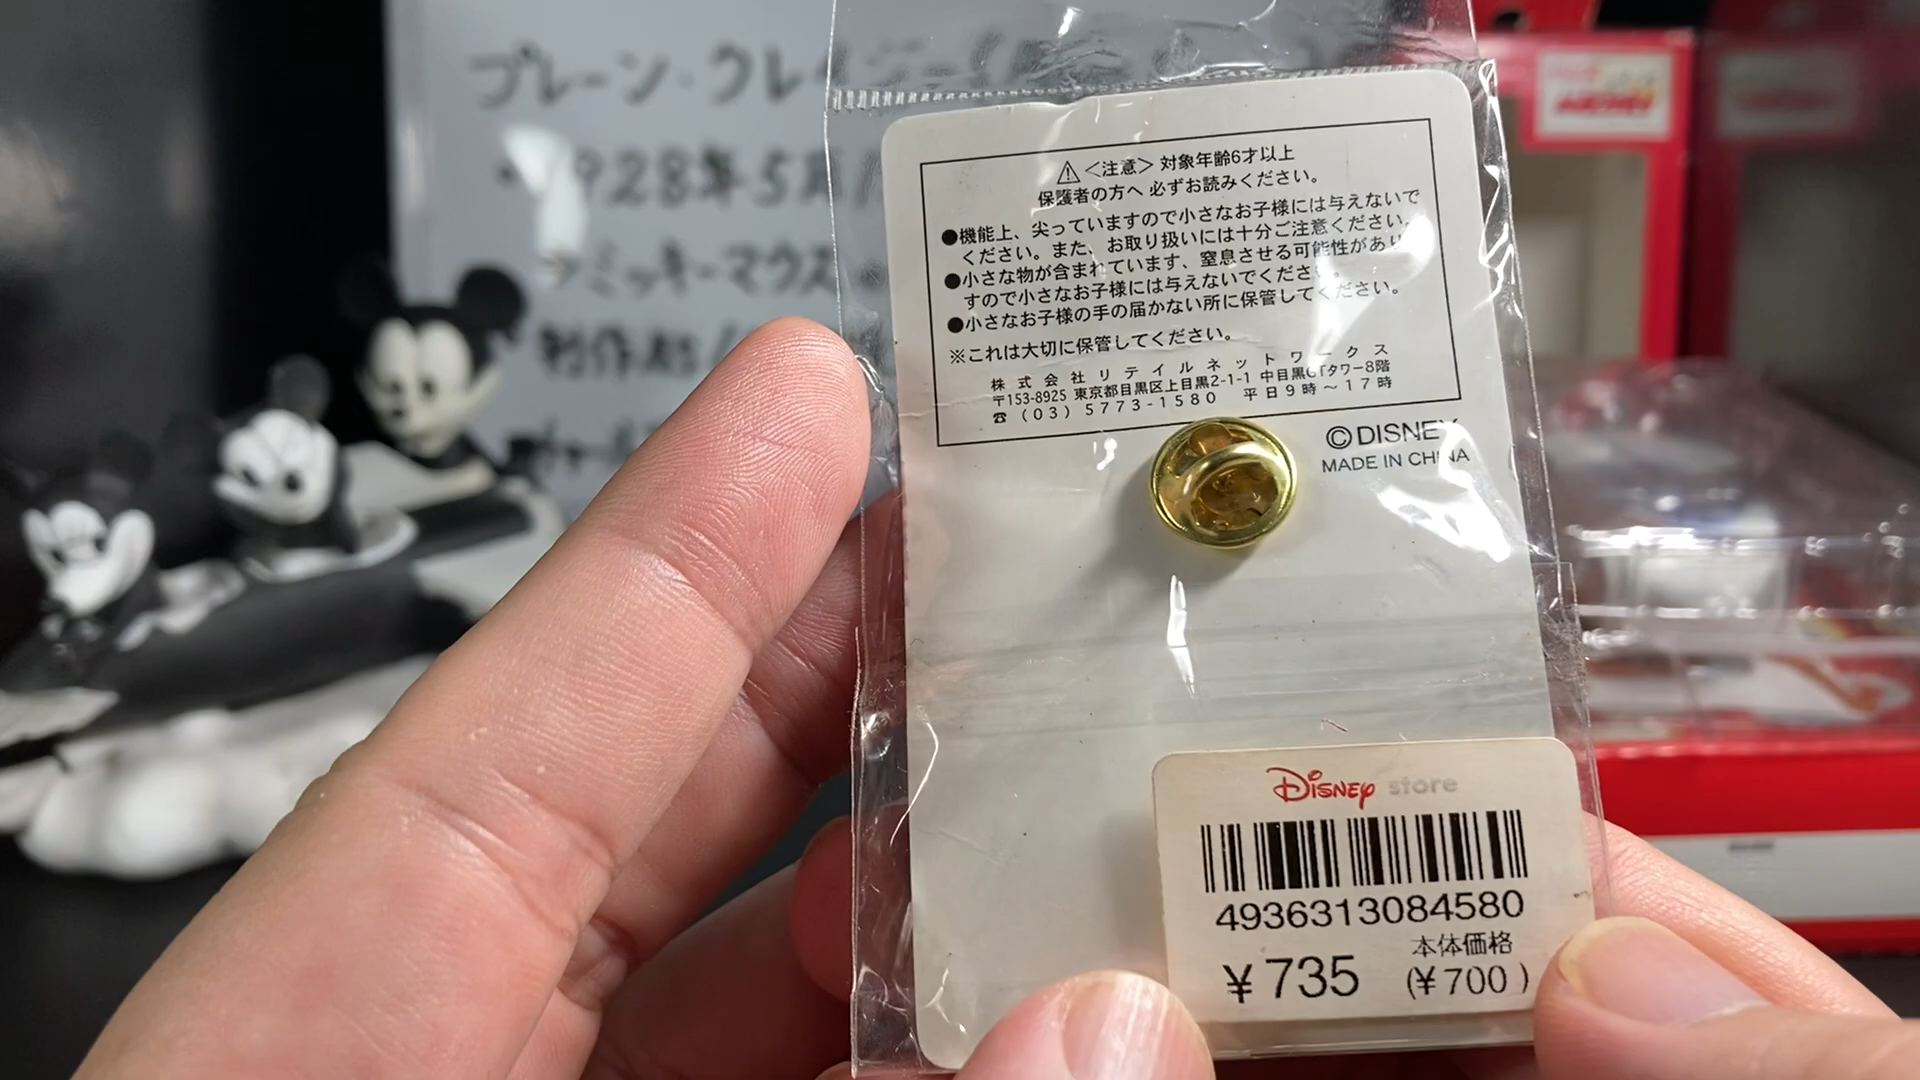 プレーン・クレイジー
1928年5月
ミッキーマウス
⚠<注意> 対象年齢6才以上
保護者の方へ 必ずお読みください。
●機能上、尖っていますので小さなお子様には与えないで
ください。また、お取り扱いには十分ご注意ください。
●小さな物が含まれています、窒息させる可能性があり
すので小さなお子様には与えないでください。
●小さなお子様の手の届かない所に保管してください。
※これは大切に保管してください。
株式会社リテイルネットワークス
〒153-8925 東京都目黒区上目黒2-1-1 中目黒GTタワー8階
☎(03)5773-1580 平日9時～17時
©DISNEY
MADE IN CHINA
Disney store
4936313084580
本体価格
¥735 (¥700)